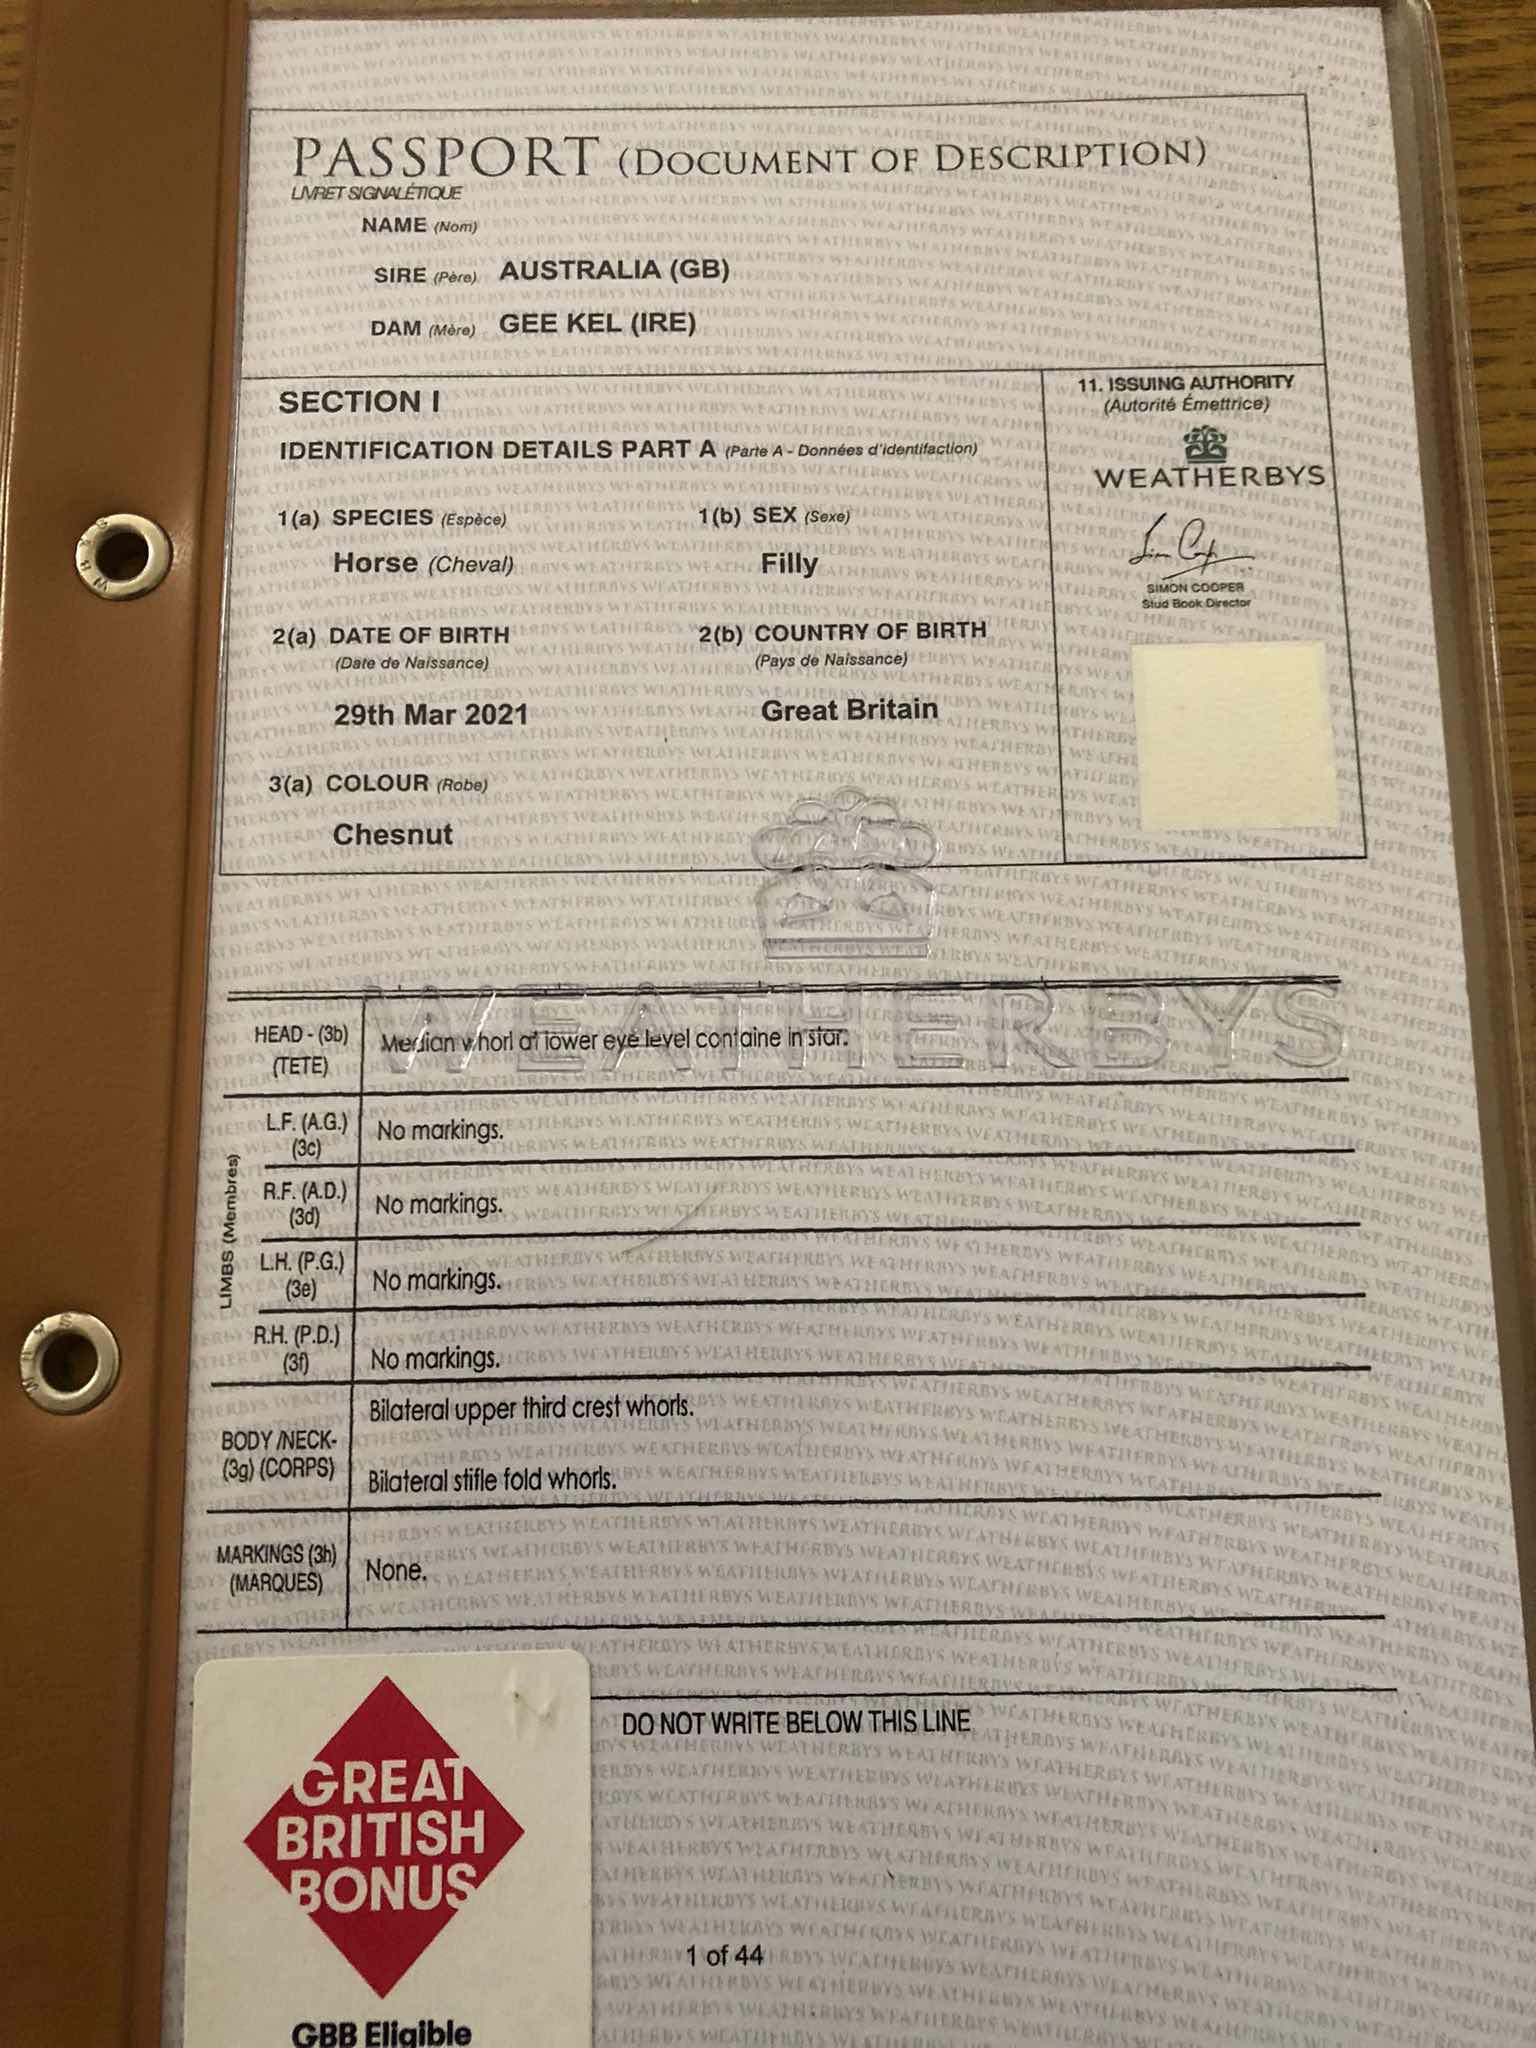 PASSPORT (DOCUMENT OF DESCRIPTION)
LIVRET SIGNALÉTIQUE
NAME (Nom)
SIRE (Père) AUSTRALIA (GB)
DAM (Mère) GEE KEL (IRE)
SECTION I
IDENTIFICATION DETAILS PART A (Parte A - Données d'identifaction)
1(a) SPECIES (Espèce) 1(b) SEX (Sexe)
Horse (Cheval) Filly
2(a) DATE OF BIRTH 2(b) COUNTRY OF BIRTH
(Date de Naissance) (Pays de Naissance)
29th Mar 2021 Great Britain
3(a) COLOUR (Robe)
Chesnut
11. ISSUING AUTHORITY
(Autorité Émettrice)
WEATHERBYS
SIMON COOPER
Stud Book Director
WEATHERBYS
HEAD - (3b)
(TETE)
Median whorl at lower eye level containe in star.
LIMBS (Membres)
L.F. (A.G.)
(3c)
No markings.
R.F. (A.D.)
(3d)
No markings.
L.H. (P.G.)
(3e)
No markings.
R.H. (P.D.)
(3f)
No markings.
BODY /NECK-
(3g) (CORPS)
Bilateral upper third crest whorls.
Bilateral stifle fold whorls.
MARKINGS (3h)
(MARQUES)
None.
DO NOT WRITE BELOW THIS LINE
GREAT
BRITISH
BONUS
GBB Eligible
1 of 44